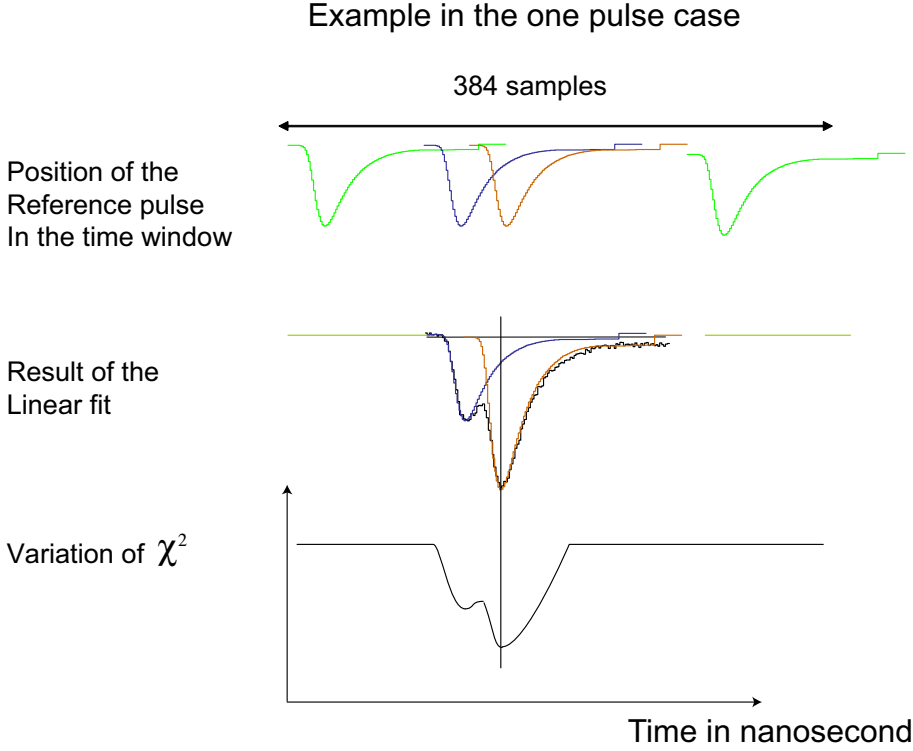 Example in the one pulse case
384 samples
Position of the
Reference pulse
In the time window
Result of the
Linear fit
Variation of χ²
Time in nanosecond